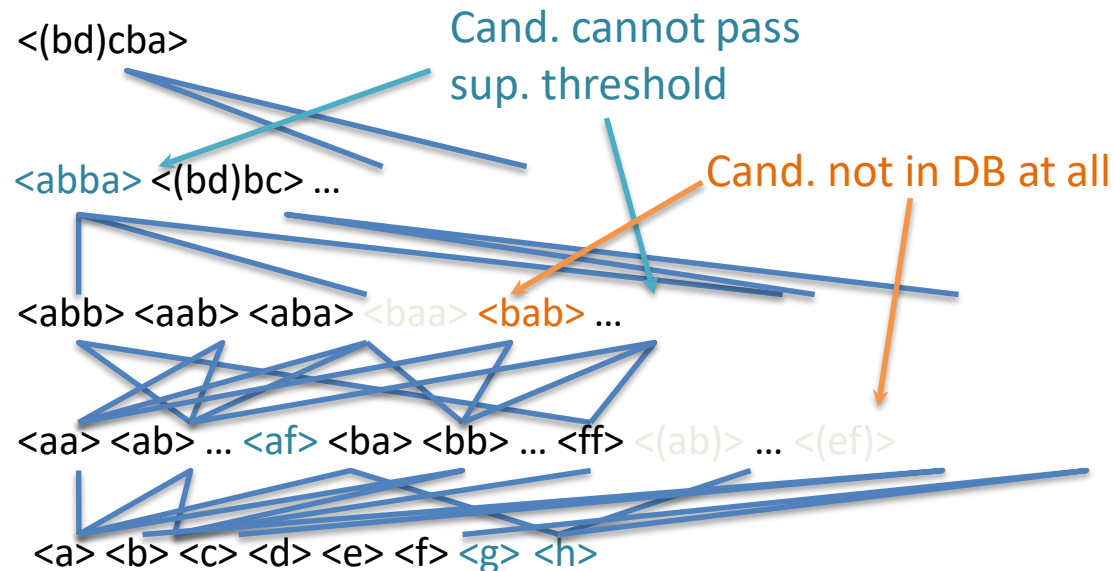 <(bd)cba>
Cand. cannot pass
sup. threshold
<abba> <(bd)bc> ...
Cand. not in DB at all
<abb> <aab> <aba> <baa> <bab> ...
<aa> <ab> ... <af> <ba> <bb> ... <ff> <(ab)> ... <(ef)>
<a> <b> <c> <d> <e> <f> <g> <h>